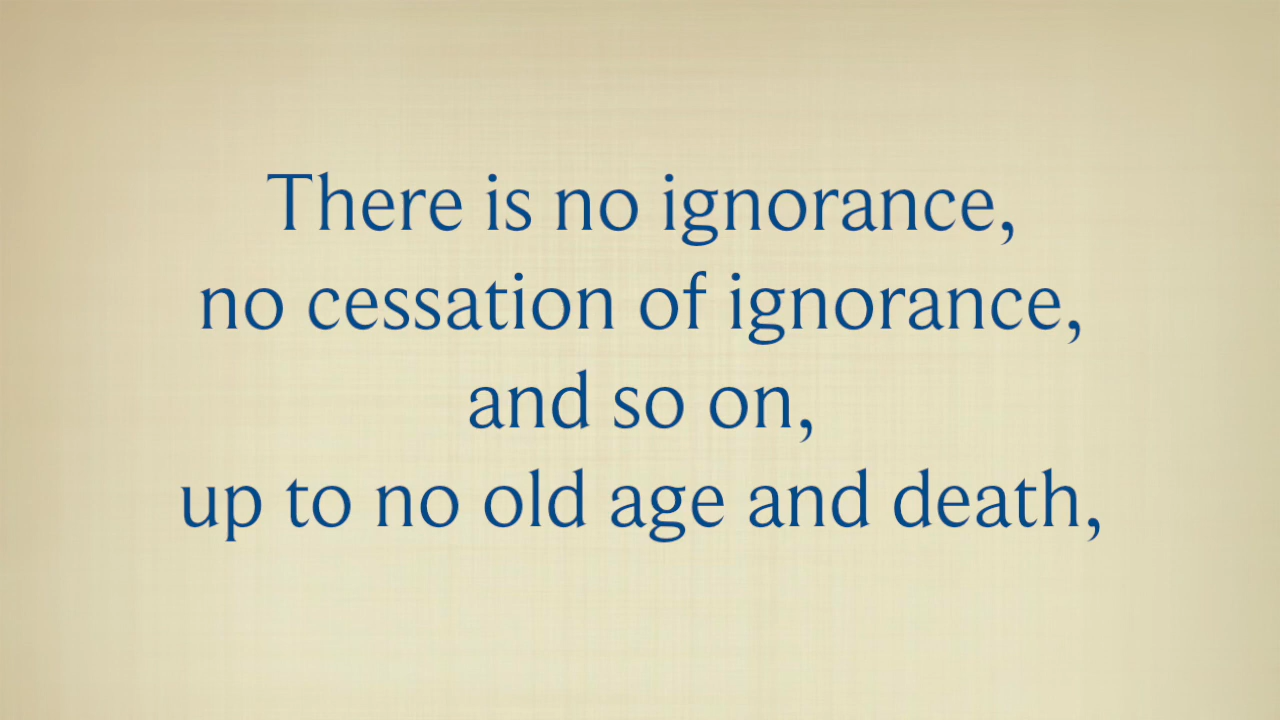 There is no ignorance,
no cessation of ignorance,
and so on,
up to no old age and death,